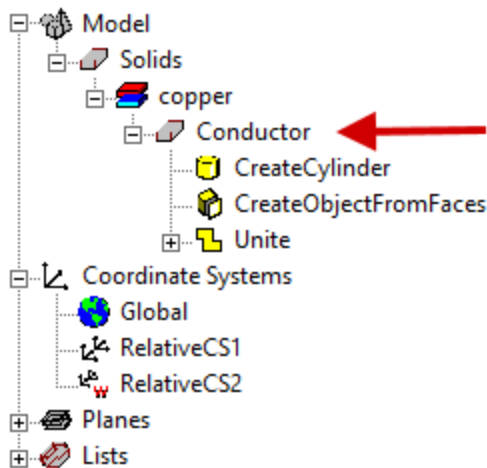 Model
Solids
copper
Conductor
CreateCylinder
CreateObjectFromFaces
Unite
Coordinate Systems
Global
RelativeCS1
RelativeCS2
Planes
Lists